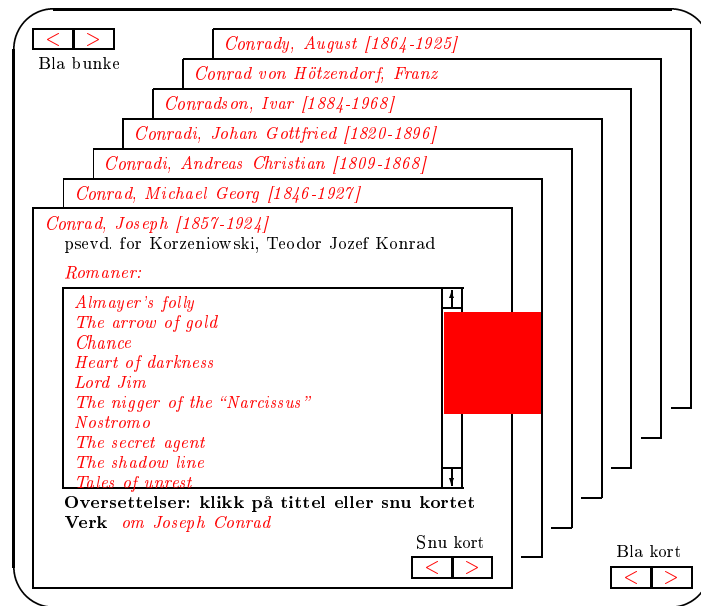 < >
Bla bunke
Conrady, August [1864-1925]
Conrad von Hötzendorf, Franz
Conradson, Ivar [1884-1968]
Conradi, Johan Gottfried [1820-1896]
Conradi, Andreas Christian [1809-1868]
Conrad, Michael Georg [1846-1927]
Conrad, Joseph [1857-1924]
psevd. for Korzeniowski, Teodor Jozef Konrad
Romaner:
Almayer's folly
The arrow of gold
Chance
Heart of darkness
Lord Jim
The nigger of the “Narcissus”
Nostromo
The secret agent
The shadow line
Tales of unrest
Oversettelser: klikk på tittel eller snu kortet
Verk om Joseph Conrad
Snu kort
< >
Bla kort
< >